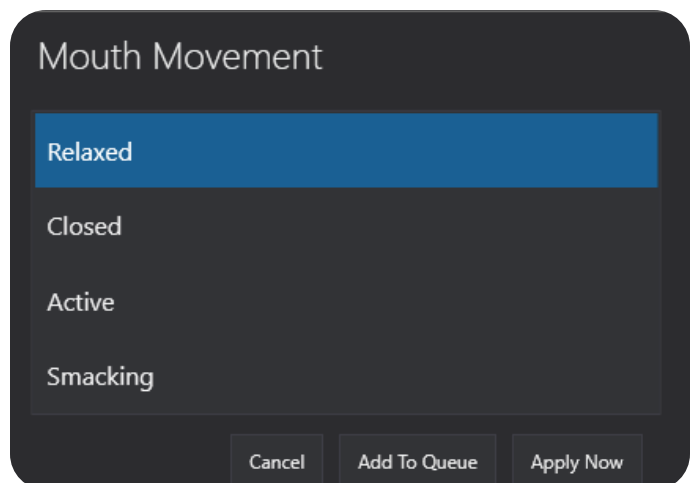 Mouth Movement
Relaxed
Closed
Active
Smacking
Cancel Add To Queue Apply Now